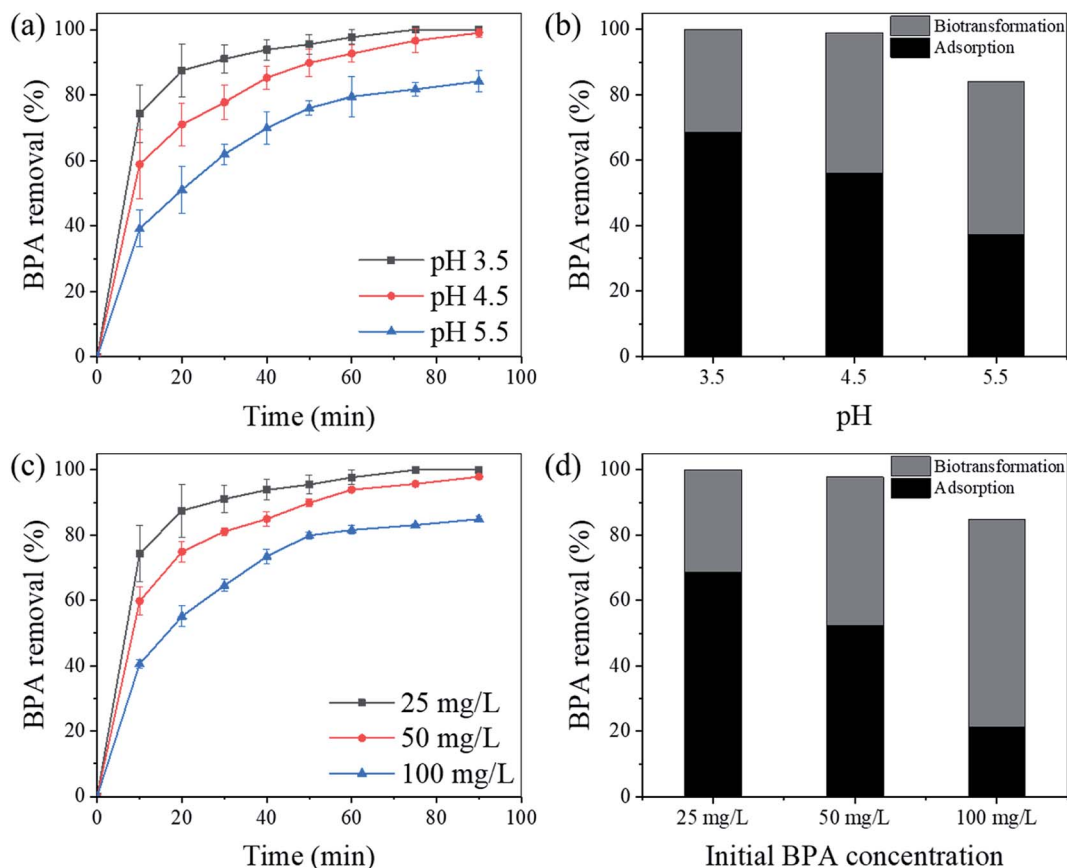 (a)
100
80
60
40
20
0
BPA removal (%)
pH 3.5
pH 4.5
pH 5.5
0 20 40 60 80 100
Time (min)
(b)
100
80
60
40
20
0
BPA removal (%)
Biotransformation
Adsorption
3.5 4.5 5.5
pH
(c)
100
80
60
40
20
0
BPA removal (%)
25 mg/L
50 mg/L
100 mg/L
0 20 40 60 80 100
Time (min)
(d)
100
80
60
40
20
0
BPA removal (%)
Biotransformation
Adsorption
25 mg/L 50 mg/L 100 mg/L
Initial BPA concentration